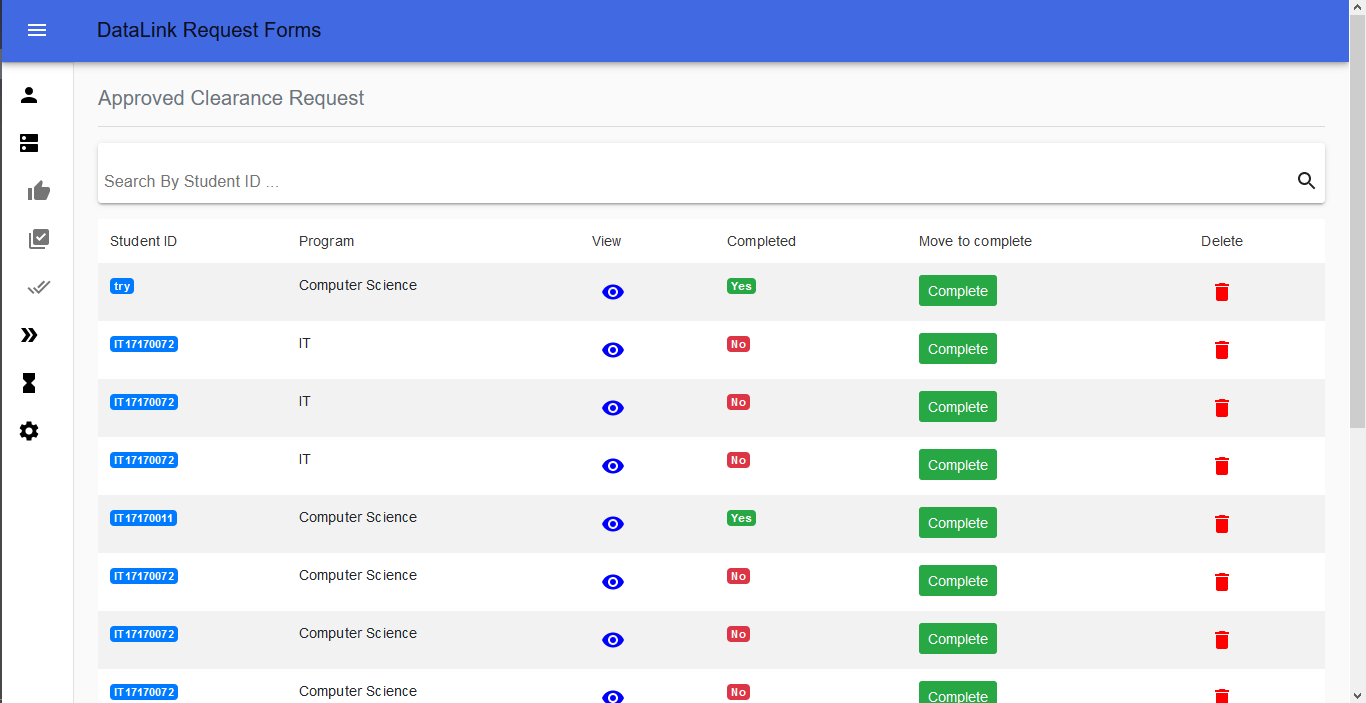 DataLink Request Forms
Approved Clearance Request
Search By Student ID ...
Student ID Program View Completed Move to complete Delete
try Computer Science Yes Complete
IT17170072 IT No Complete
IT17170072 IT No Complete
IT17170072 IT No Complete
IT17170011 Computer Science Yes Complete
IT17170072 Computer Science No Complete
IT17170072 Computer Science No Complete
IT17170072 Computer Science No Complete